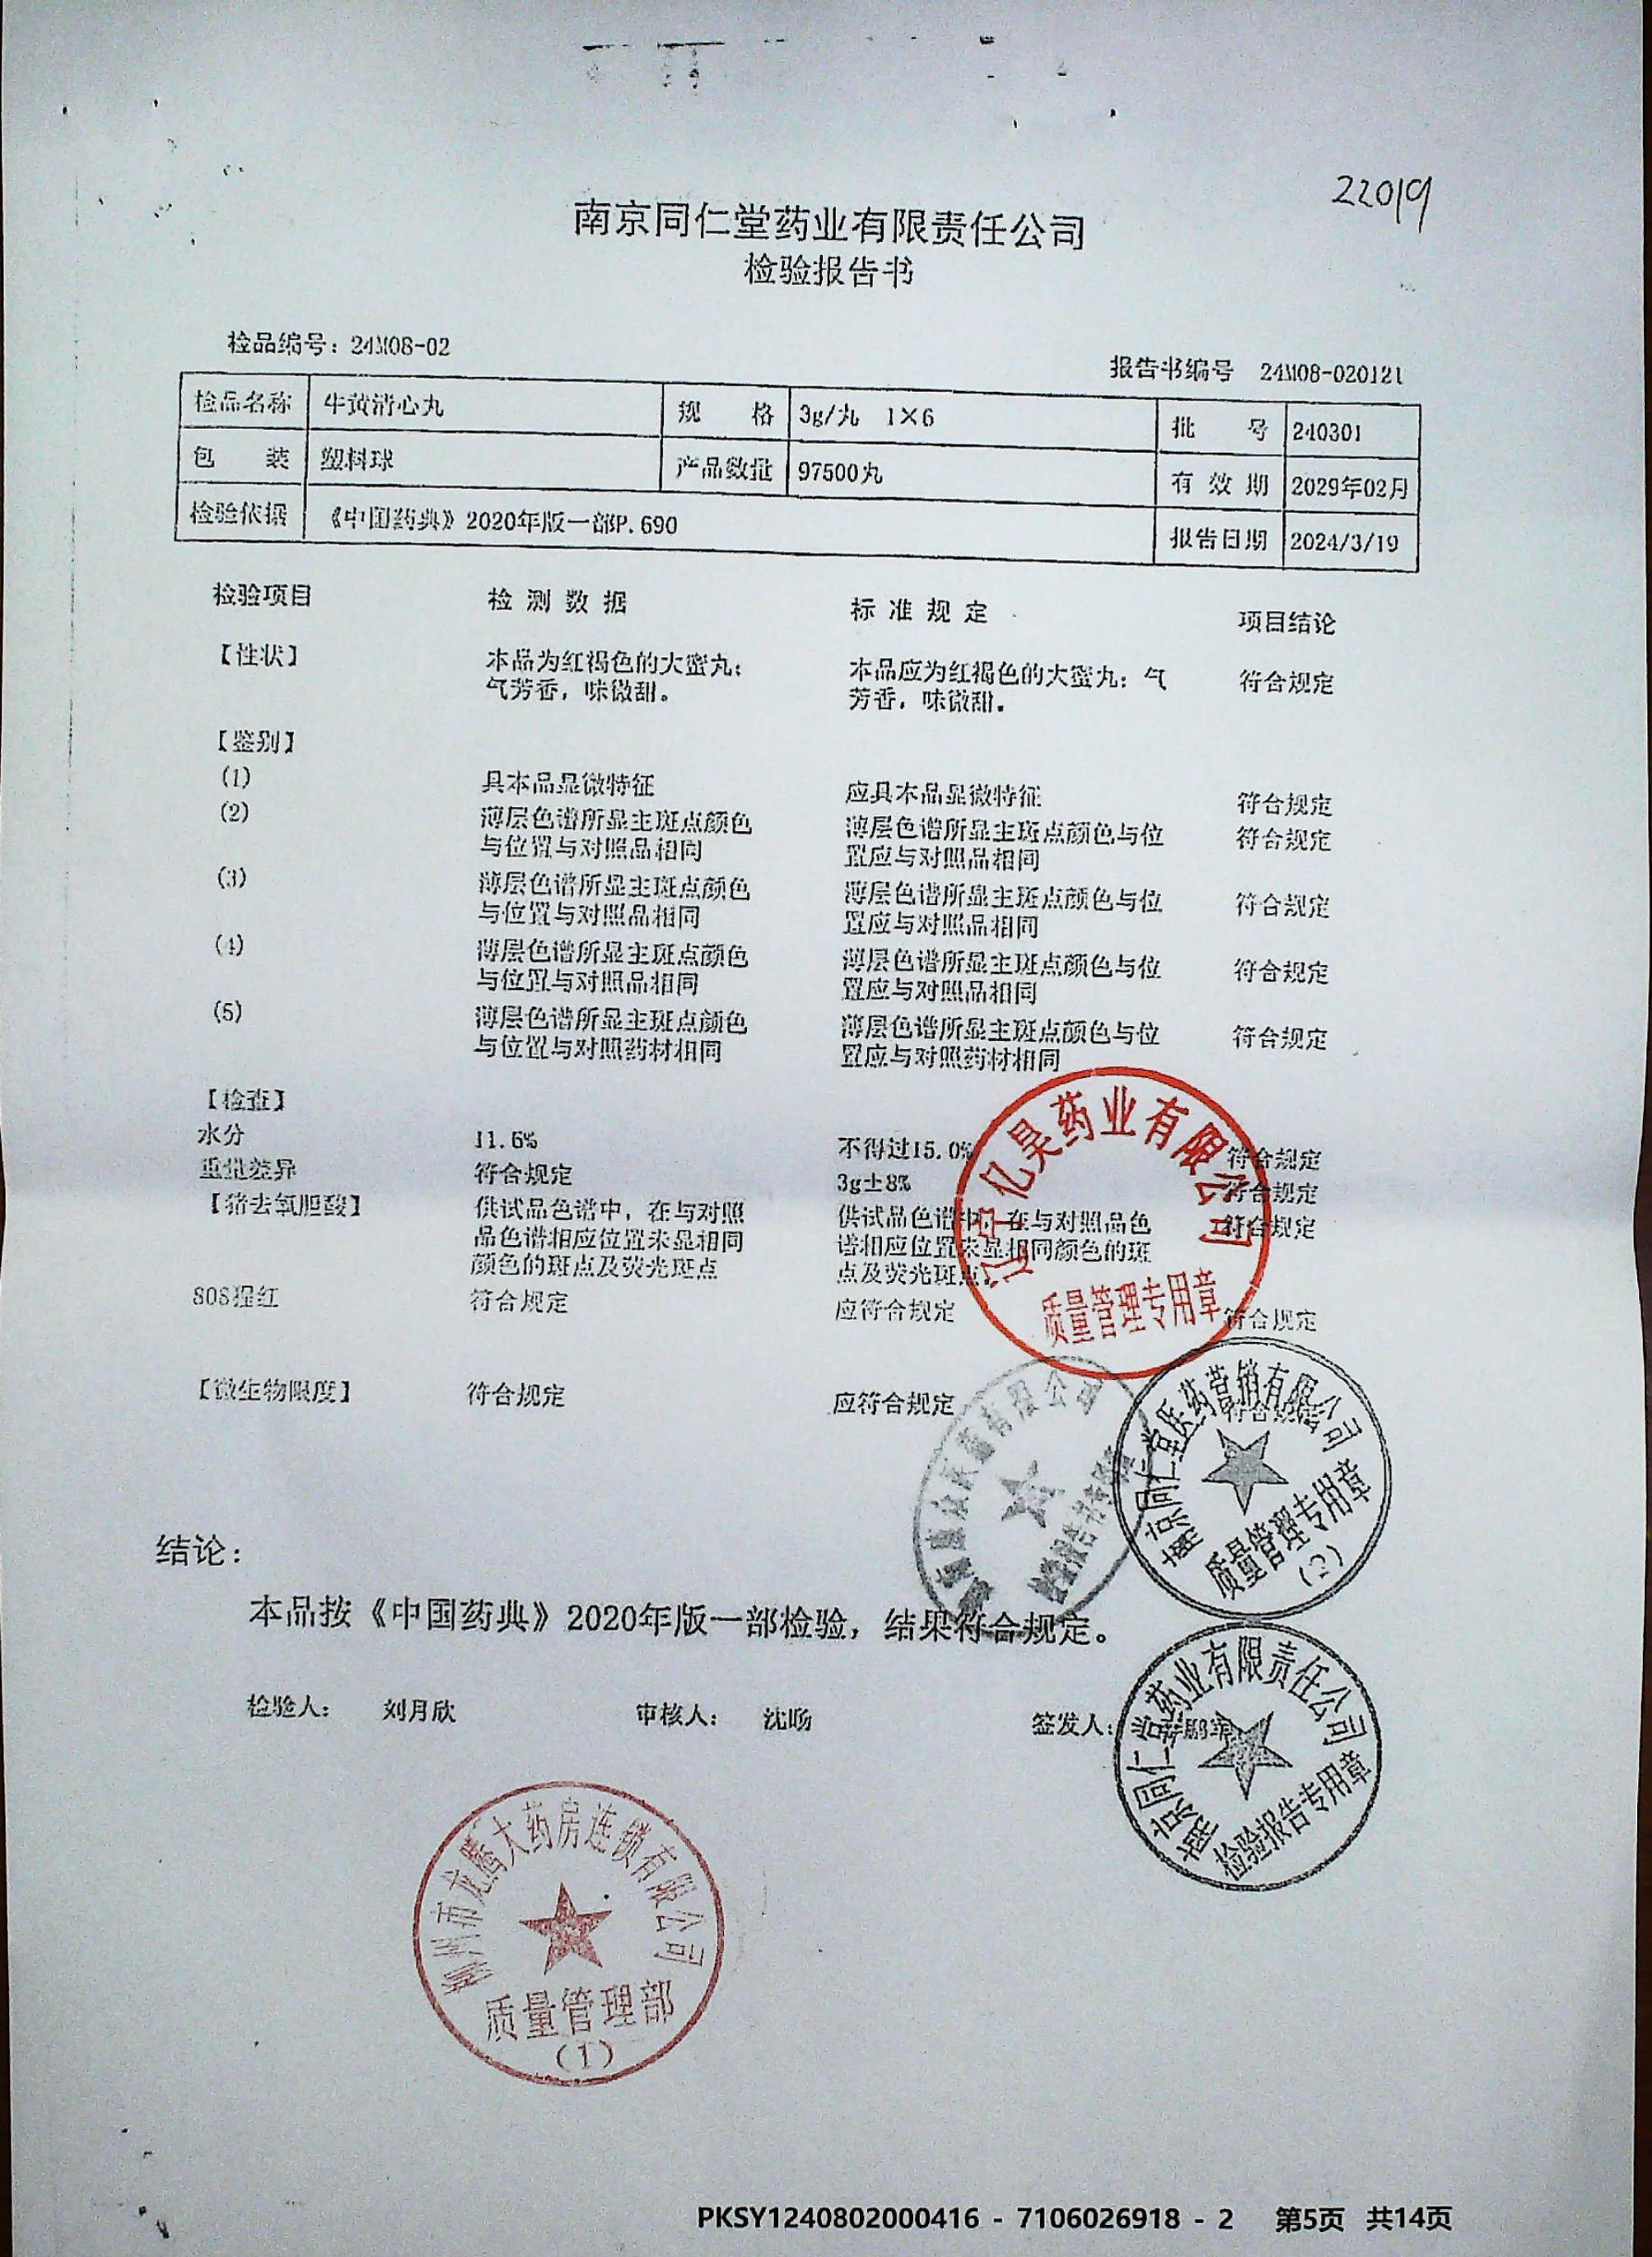 22019
南京同仁堂药业有限责任公司
检验报告书
检品编号：24M08-02
报告书编号 24M08-020121
检品名称 牛黄清心丸 规 格 3g/丸 1×6 批 号 240301
包 装 塑料球 产品数批 97500丸 有 效 期 2029年02月
检验依据 《中国药典》2020年版一部P.690 报告日期 2024/3/19
检验项目 检 测 数 据 标 准 规 定 项目结论
【性状】 本品为红褐色的大蜜丸； 本品应为红褐色的大蜜丸；气 符合规定
气芳香，味微甜。 芳香，味微甜。
【鉴别】
(1) 具本品显微特征 应具本品显微特征 符合规定
(2) 薄层色谱所显主斑点颜色 薄层色谱所显主斑点颜色与位 符合规定
与位置与对照品相同 置应与对照品相同
(3) 薄层色谱所显主斑点颜色 薄层色谱所显主斑点颜色与位 符合规定
与位置与对照品相同 置应与对照品相同
(4) 薄层色谱所显主斑点颜色 薄层色谱所显主斑点颜色与位 符合规定
与位置与对照品相同 置应与对照品相同
(5) 薄层色谱所显主斑点颜色 薄层色谱所显主斑点颜色与位 符合规定
与位置与对照药材相同 置应与对照药材相同
【检查】
水分 11.6% 不得过15.0% 符合规定
重量差异 符合规定 3g±8% 符合规定
【猪去氧胆酸】 供试品色谱中，在与对照 供试品色谱中，在与对照品色 符合规定
品色谱相应位置未显相同 谱相应位置未显相同颜色的斑
颜色的斑点及荧光斑点 点及荧光斑点
808猩红 符合规定 应符合规定 符合规定
【微生物限度】 符合规定 应符合规定 符合规定
辽宁亿昊药业有限公司
质量管理专用章
南京同仁堂医药营销有限公司
质量管理专用章
(3)
结论：
本品按《中国药典》2020年版一部检验，结果符合规定。
检验人： 刘月欣 审核人： 沈旸 签发人：
南京同仁堂药业有限责任公司
检验报告专用章
柳州市龙腾大药房连锁有限公司
质量管理部
(1)
PKSY1240802000416 - 7106026918 - 2 第5页 共14页